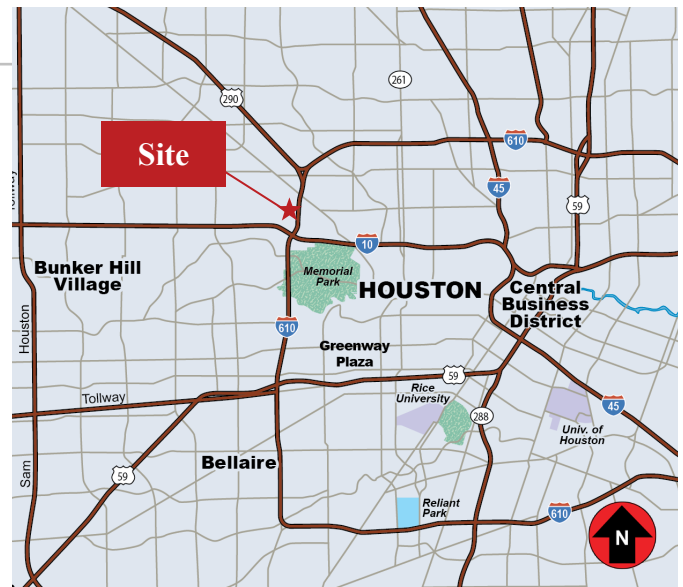 261
290
610
Site
Tollway
45
59
10
Bunker Hill
Village
Memorial
Park
HOUSTON
Central
Business
District
Houston
610
Greenway
Plaza
59
Rice
University
Tollway
288
45
Univ. of
Houston
Bellaire
59
Sam
Reliant
Park
610
N